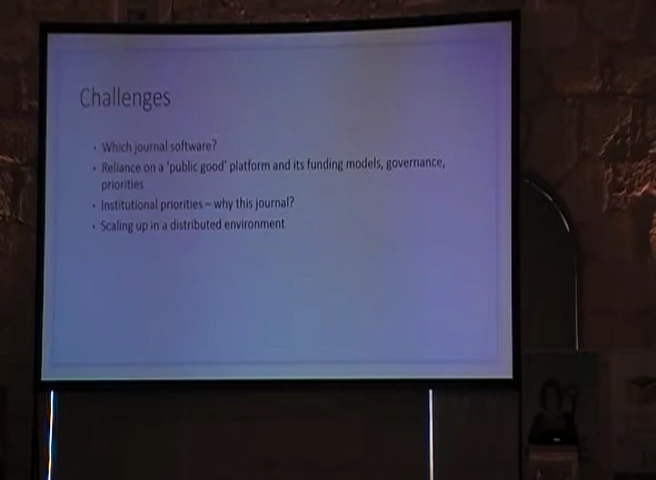 Challenges
• Which journal software?
• Reliance on a 'public good' platform and its funding models, governance,
priorities
• Institutional priorities – why this journal?
• Scaling up in a distributed environment